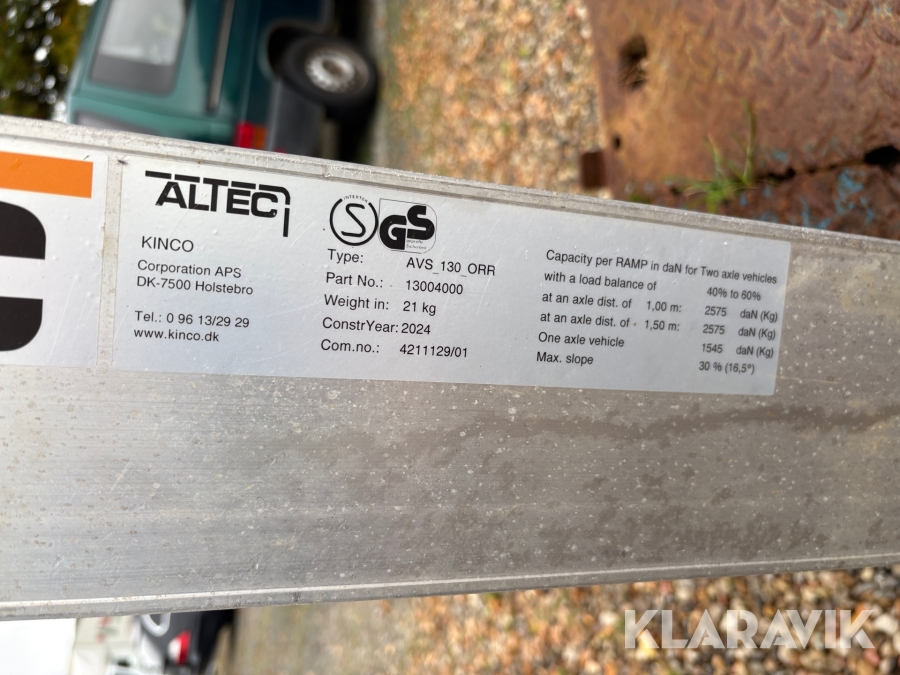 ALTEC
KINCO
Corporation APS
DK-7500 Holstebro
Tel.: 0 96 13/29 29
www.kinco.dk
INTERTEK
S
GS
geprüfte
Sicherheit
Type: AVS_130_ORR
Part No.: 13004000
Weight in: 21 kg
ConstrYear: 2024
Com.no.: 4211129/01
Capacity per RAMP in daN for Two axle vehicles
with a load balance of 40% to 60%
at an axle dist. of 1,00 m: 2575 daN (Kg)
at an axle dist. of 1,50 m: 2575 daN (Kg)
One axle vehicle 1545 daN (Kg)
Max. slope 30 % (16,5°)
KLARAVIK